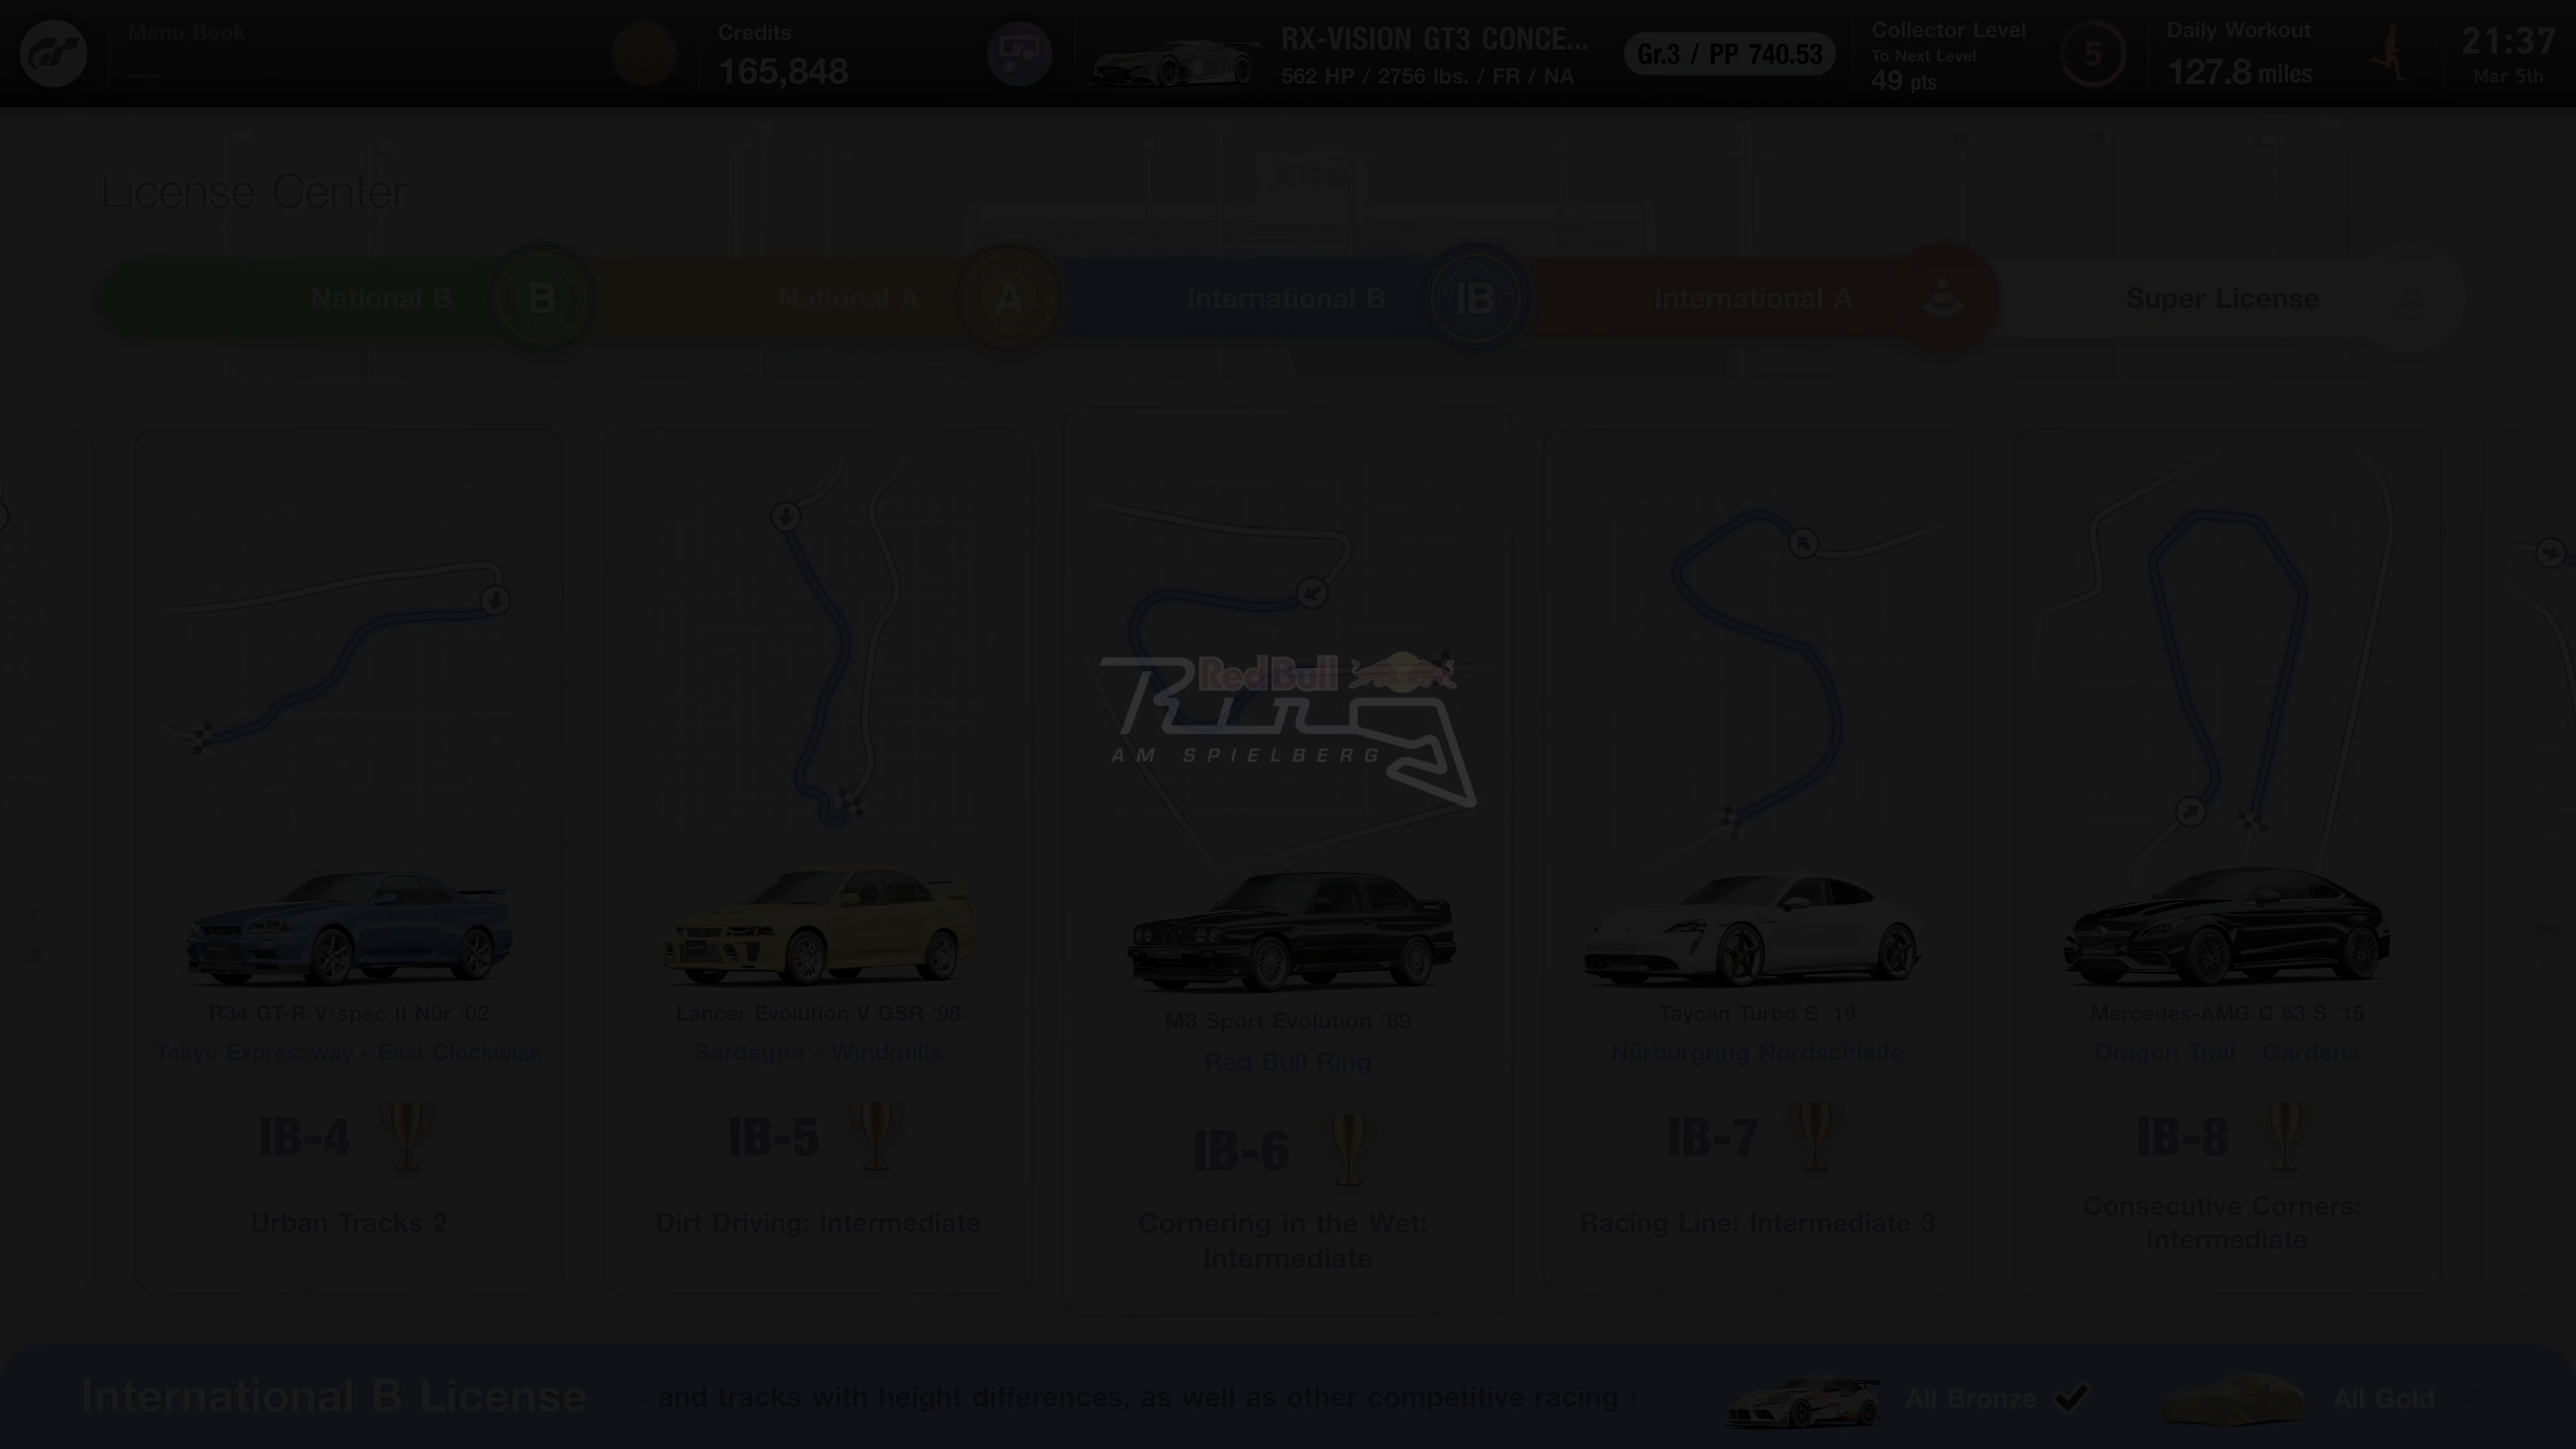 Menu Book
---
Credits
165,848
RX-VISION GT3 CONCE...
562 HP / 2756 lbs. / FR / NA
Gr.3 / PP 740.53
Collector Level
To Next Level
49 pts
5
Daily Workout
127.8 miles
21:37
Mar 5th
License Center
National B
B
National A
A
International B
IB
International A
Super License
Red Bull
Ring
AM SPIELBERG
R34 GT-R V·spec II Nür '02
Tokyo Expressway - East Clockwise
IB-4
Urban Tracks 2
Lancer Evolution V GSR '98
Sardegna - Windmills
IB-5
Dirt Driving: Intermediate
M3 Sport Evolution '89
Red Bull Ring
IB-6
Cornering in the Wet:
Intermediate
Taycan Turbo S '19
Nürburgring Nordschleife
IB-7
Racing Line: Intermediate 3
Mercedes-AMG C 63 S '15
Dragon Trail - Gardens
IB-8
Consecutive Corners:
Intermediate
International B License
and tracks with height differences, as well as other competitive racing
All Bronze
All Gold